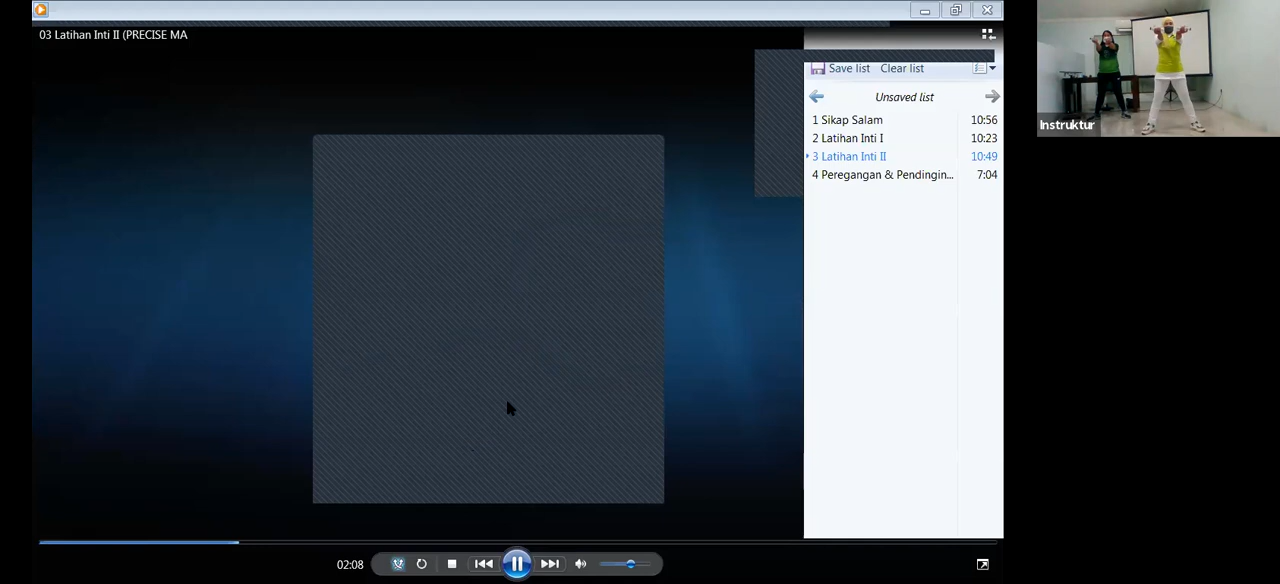 03 Latihan Inti II (PRECISE MA
Save list Clear list
Unsaved list
1 Sikap Salam 10:56
2 Latihan Inti I 10:23
3 Latihan Inti II 10:49
4 Peregangan & Pendingin... 7:04
02:08
Instruktur